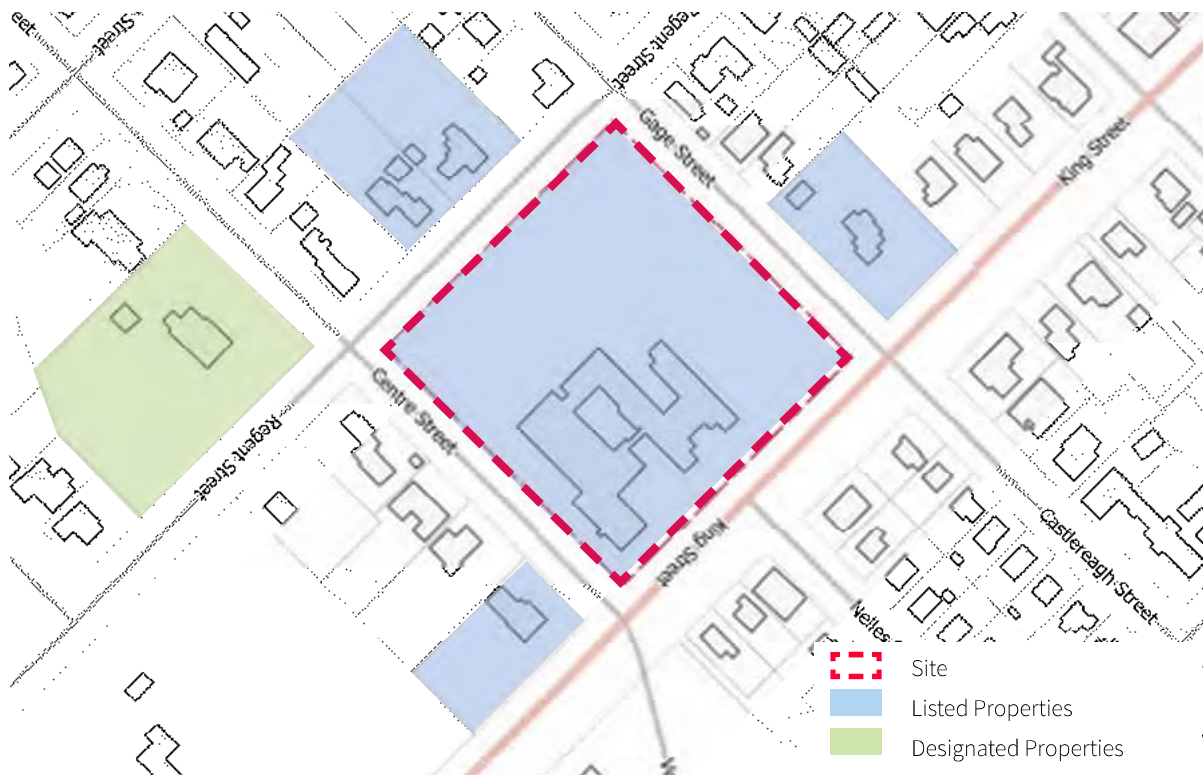 Street
Regent Street
Gage Street
King Street
Centre Street
Regent Street
King Street
Castlereagh Street
Nelles
Site
Listed Properties
Designated Properties